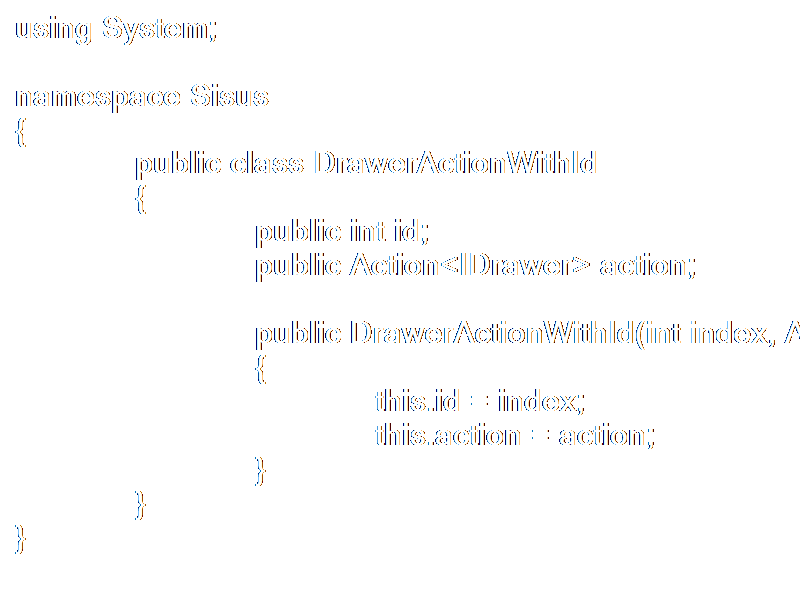 using System;
namespace Sisus
{
public class DrawerActionWithId
{
public int id;
public Action<IDrawer> action;
public DrawerActionWithId(int index, A
{
this.id = index;
this.action = action;
}
}
}